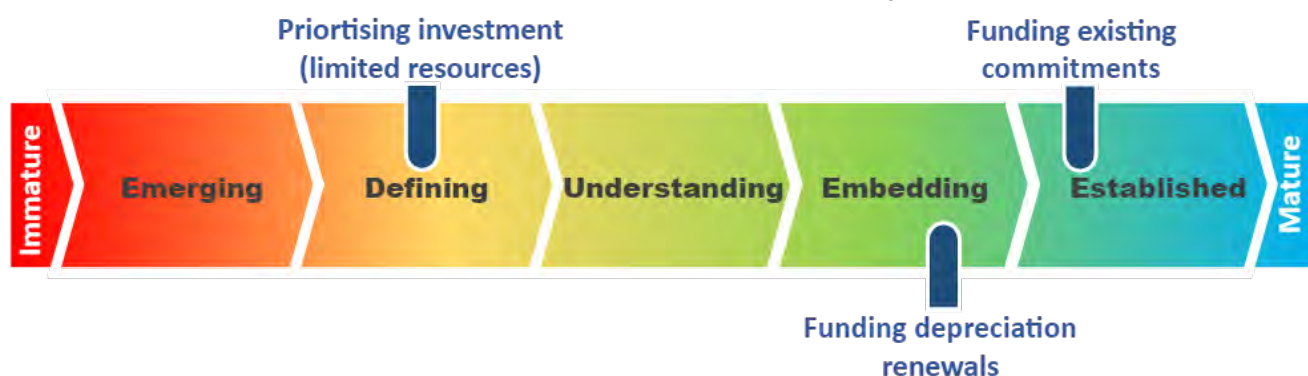 Priortising investment
(limited resources)
Funding existing
commitments
Immature
Emerging
Defining
Understanding
Embedding
Established
Mature
Funding depreciation
renewals